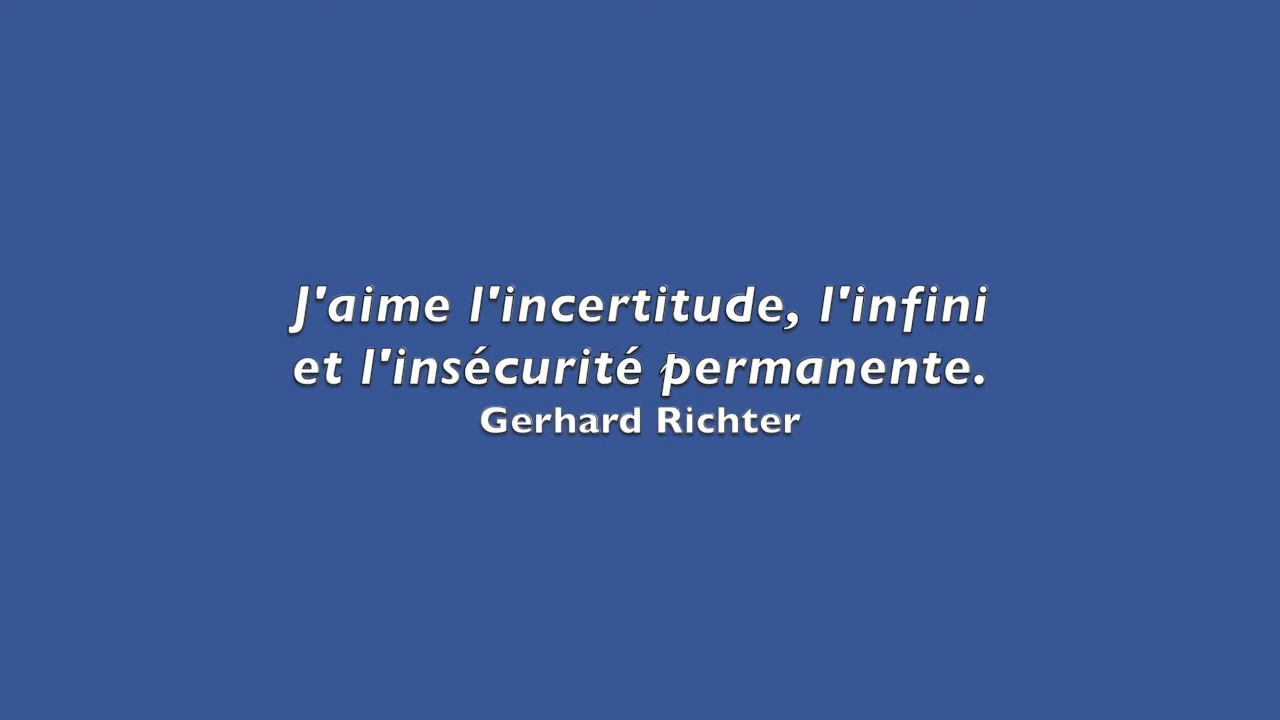 J'aime l'incertitude, l'infini
et l'insécurité permanente.
Gerhard Richter